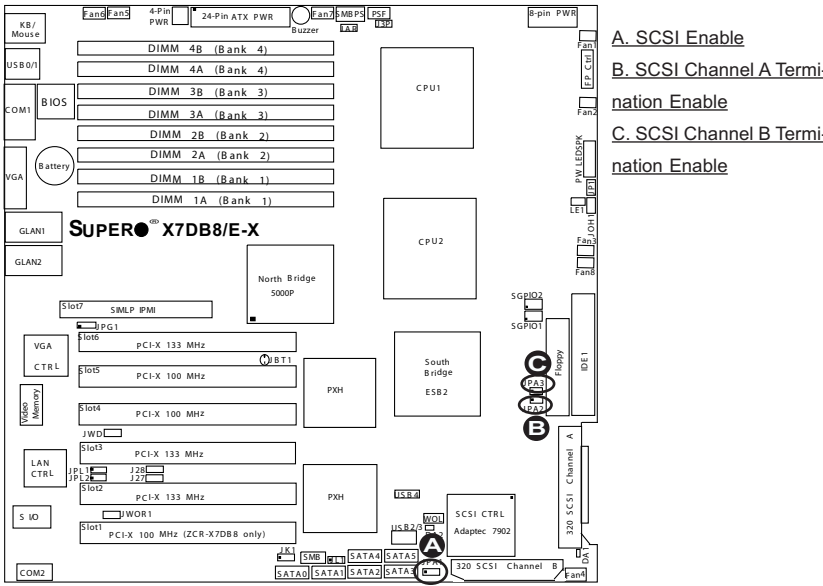 KB/
Mouse
Fan6 Fan5
4-Pin
PWR
24-Pin ATX PWR
Buzzer
Fan7
SMBPS
PSF
J3P
8-pin PWR
Fan1
FP Ctrl
Fan2
USB0/1
COM1
BIOS
VGA
Battery
GLAN1
GLAN2
DIMM 4B (Bank 4)
DIMM 4A (Bank 4)
DIMM 3B (Bank 3)
DIMM 3A (Bank 3)
DIMM 2B (Bank 2)
DIMM 2A (Bank 2)
DIMM 1B (Bank 1)
DIMM 1A (Bank 1)
CPU1
PW LEDSPK
JP1
LE1
JOH1
Fan3
Fan8
SUPER® X7DB8/E-X
CPU2
North Bridge
5000P
Slot7
SIMLP IPMI
JPG1
VGA
CTRL
Video
Memory
Slot6
PCI-X 133 MHz
JBT1
Slot5
PCI-X 100 MHz
Slot4
PCI-X 100 MHz
JWD
PXH
South
Bridge
ESB2
SGPIO2
SGPIO1
Floppy
IDE1
C
JPA3
JPA2
B
LAN
CTRL
Slot3
PCI-X 133 MHz
JPL1
JPL2
J28
J27
Slot2
PCI-X 133 MHz
JWOR1
S I/O
Slot1
PCI-X 100 MHz (ZCR-X7DB8 only)
PXH
USB4
WOL
USB2/3
SCSI CTRL
Adaptec 7902
320 SCSI Channel A
DA1
COM2
JK1
SMB
SATA4
SATA5
SATA0
SATA1
SATA2
SATA3
A
JPA1
320 SCSI Channel B
Fan4
A. SCSI Enable
B. SCSI Channel A Termi-
nation Enable
C. SCSI Channel B Termi-
nation Enable